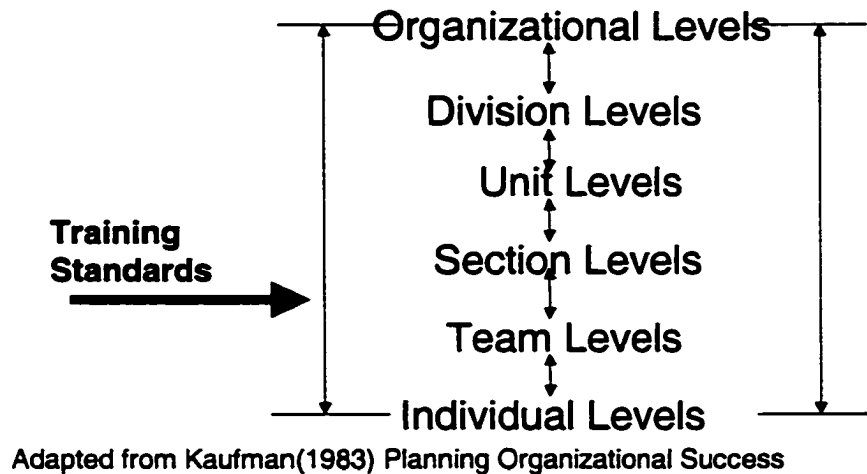 Organizational Levels
Division Levels
Unit Levels
Training
Standards
Section Levels
Team Levels
Individual Levels
Adapted from Kaufman(1983) Planning Organizational Success